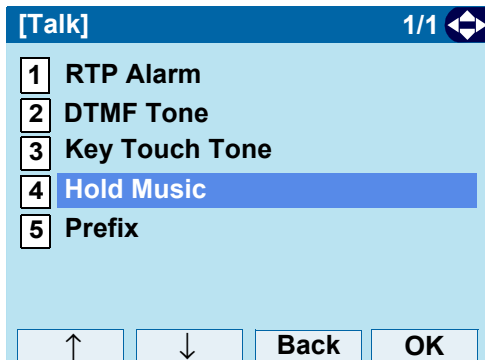 [Talk] 1/1
1 RTP Alarm
2 DTMF Tone
3 Key Touch Tone
4 Hold Music
5 Prefix
↑ ↓ Back OK